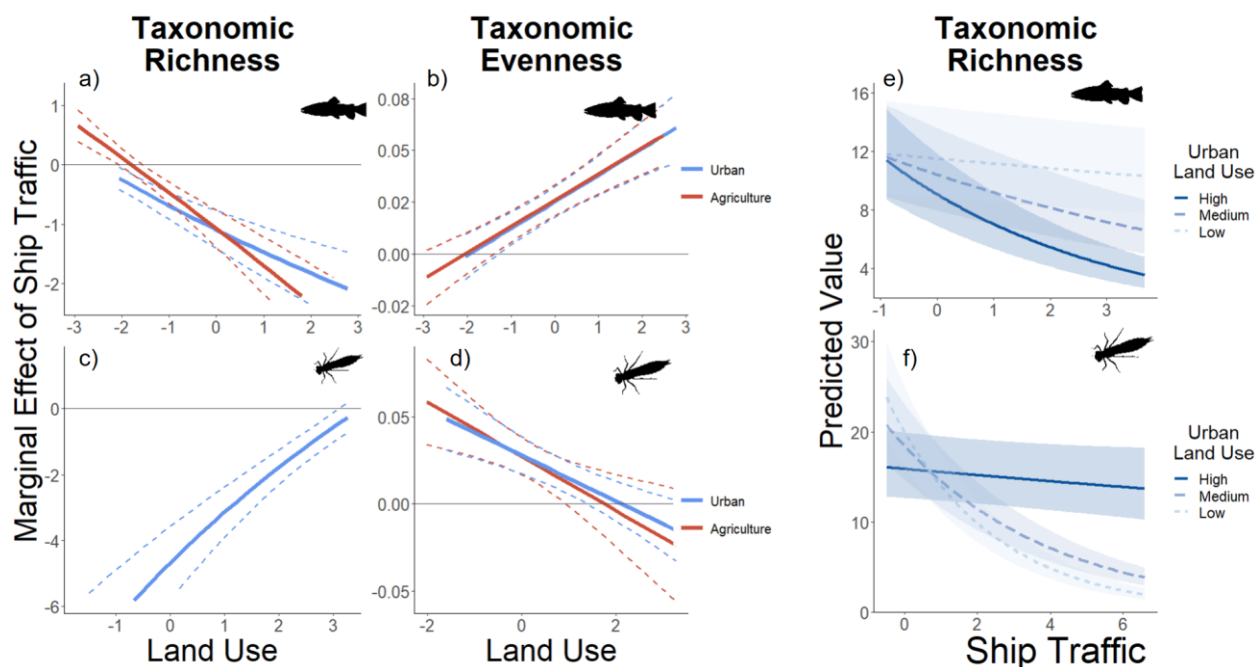 Taxonomic
Richness
Taxonomic
Evenness
Taxonomic
Richness
Marginal Effect of Ship Traffic
a)
1
0
-1
-2
-3 -2 -1 0 1 2 3
b)
0.08
0.05
0.02
0.00
-0.02
-3 -2 -1 0 1 2 3
Urban
Agriculture
c)
0
-2
-4
-6
-1 0 1 2 3
Land Use
d)
0.05
0.00
-0.05
-2 0 2
Land Use
Urban
Agriculture
Predicted Value
e)
16
12
8
4
-1 0 1 2 3
Urban
Land Use
High
Medium
Low
f)
30
20
10
0
0 2 4 6
Ship Traffic
Urban
Land Use
High
Medium
Low